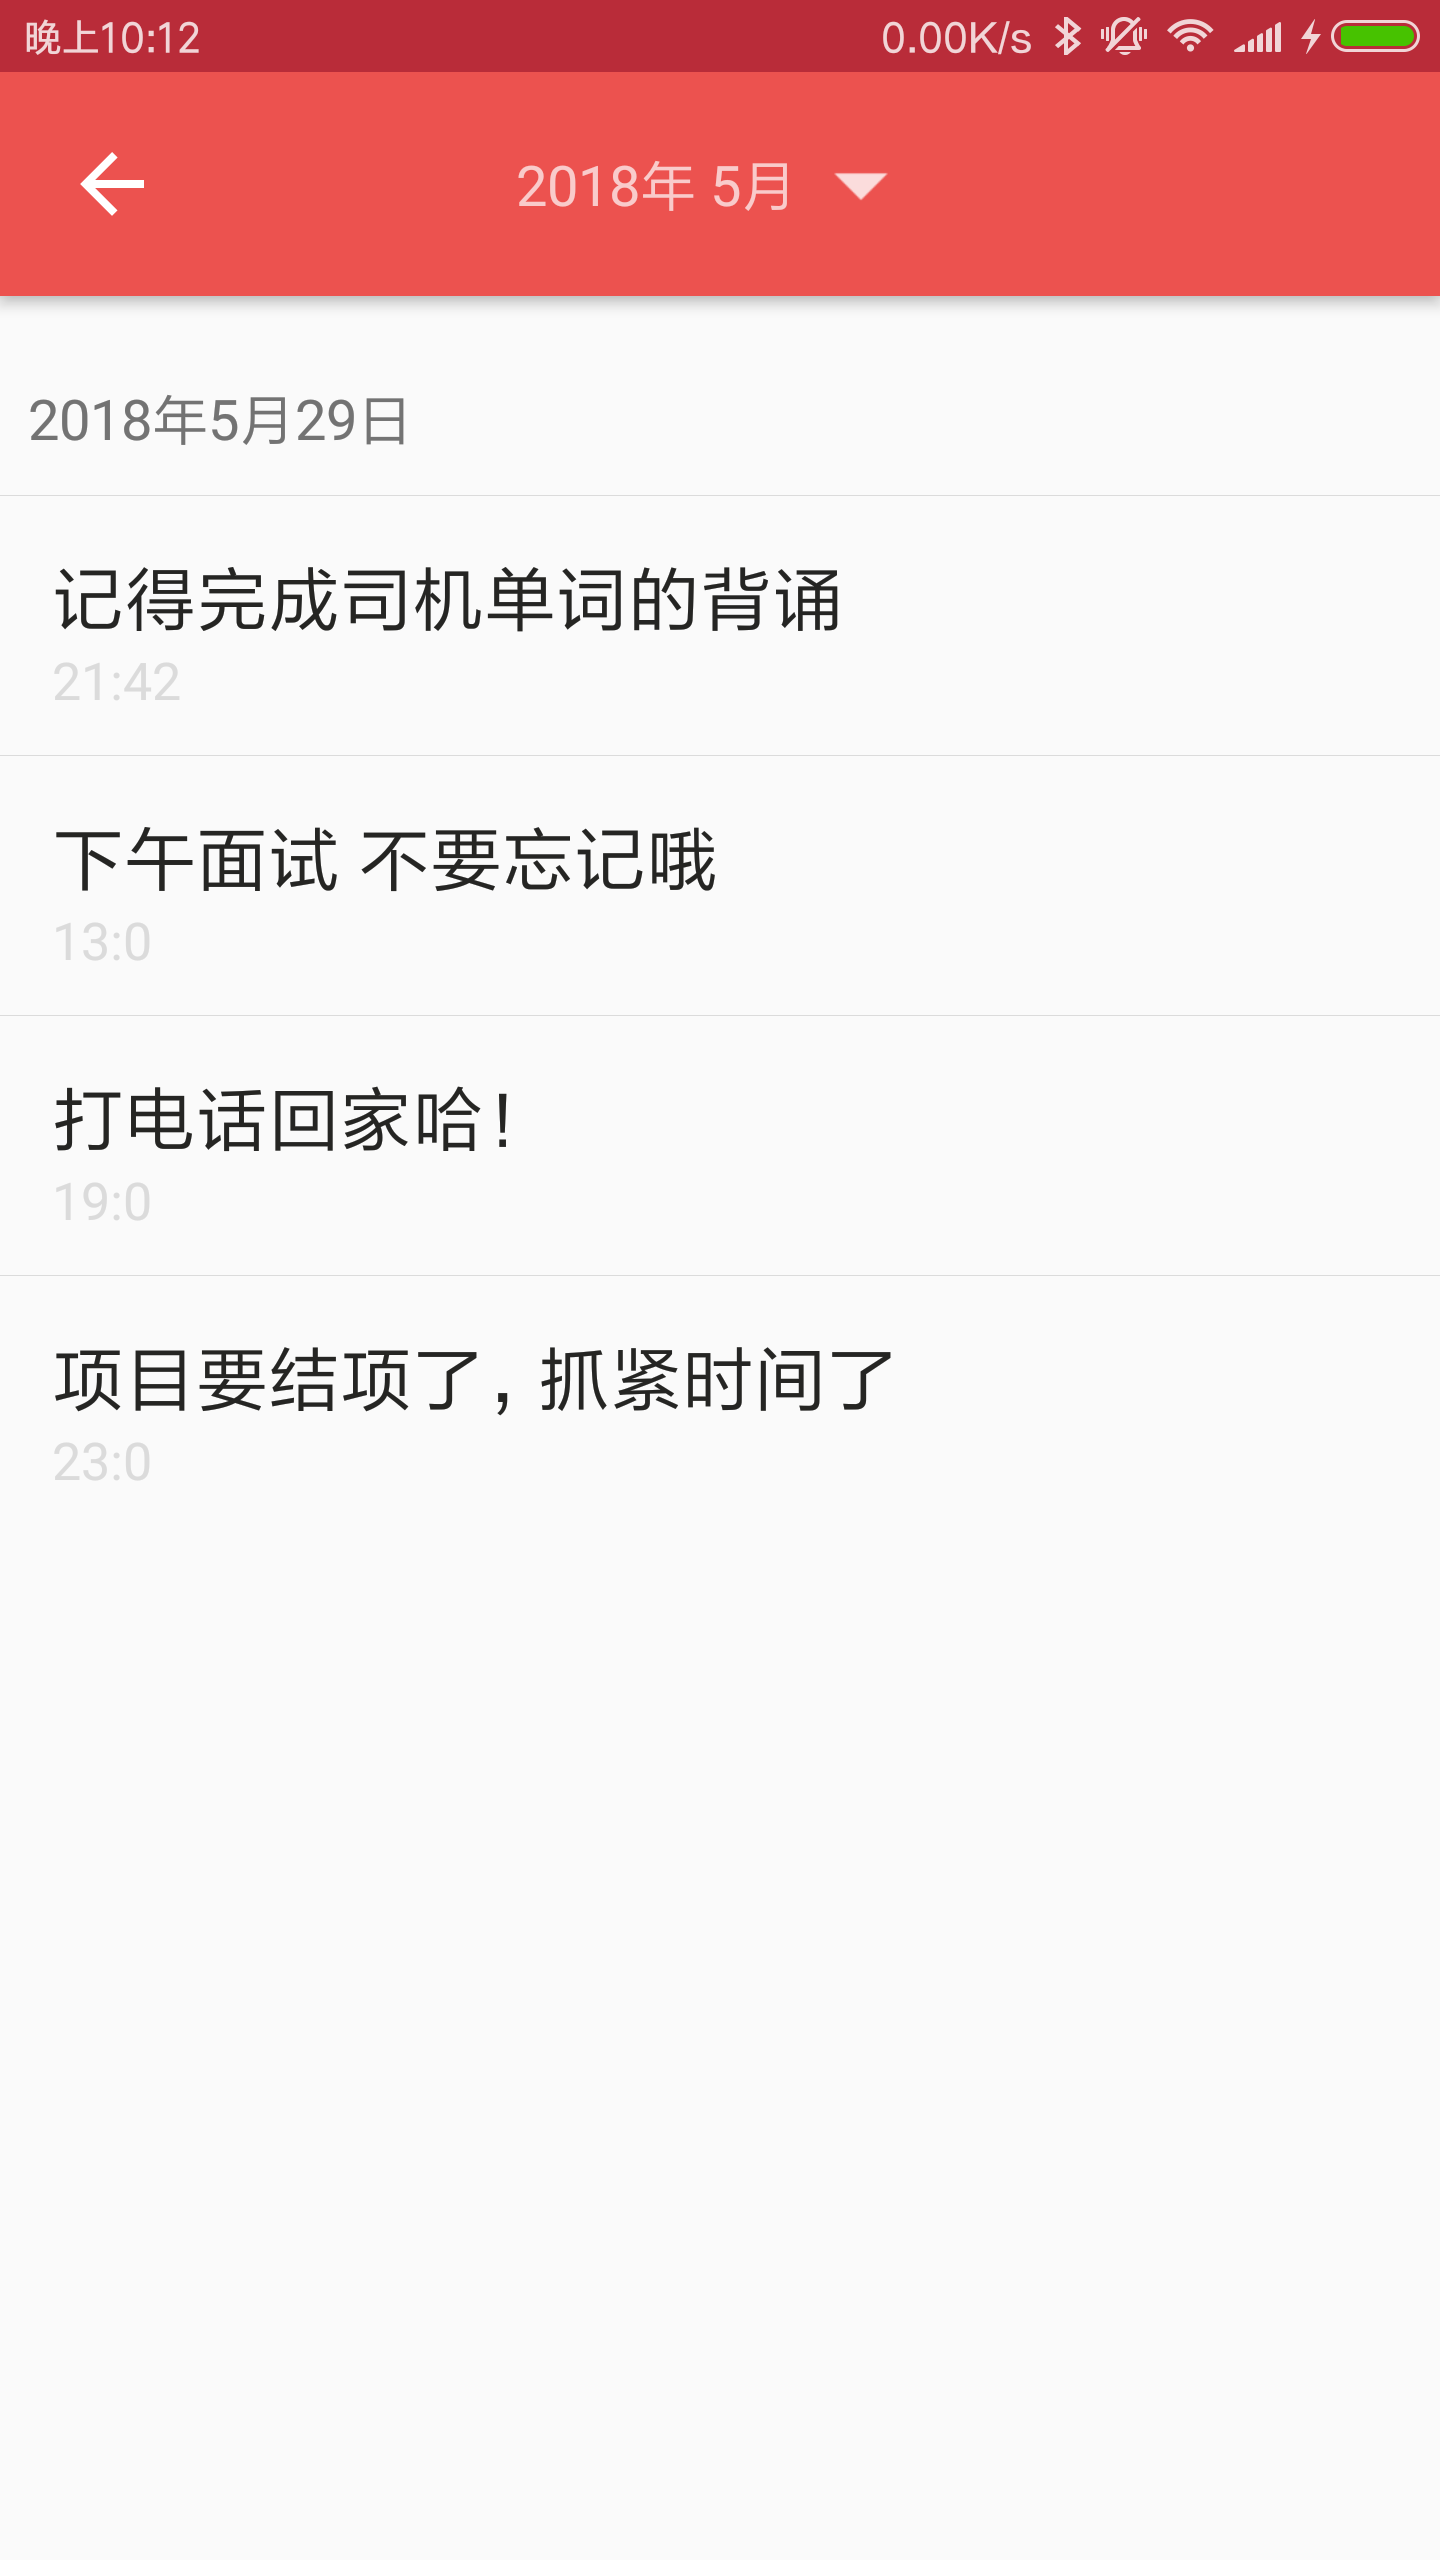 晚上10:12
0.00K/s
2018年 5月
2018年5月29日
记得完成司机单词的背诵
21:42
下午面试 不要忘记哦
13:0
打电话回家哈！
19:0
项目要结项了，抓紧时间了
23:0